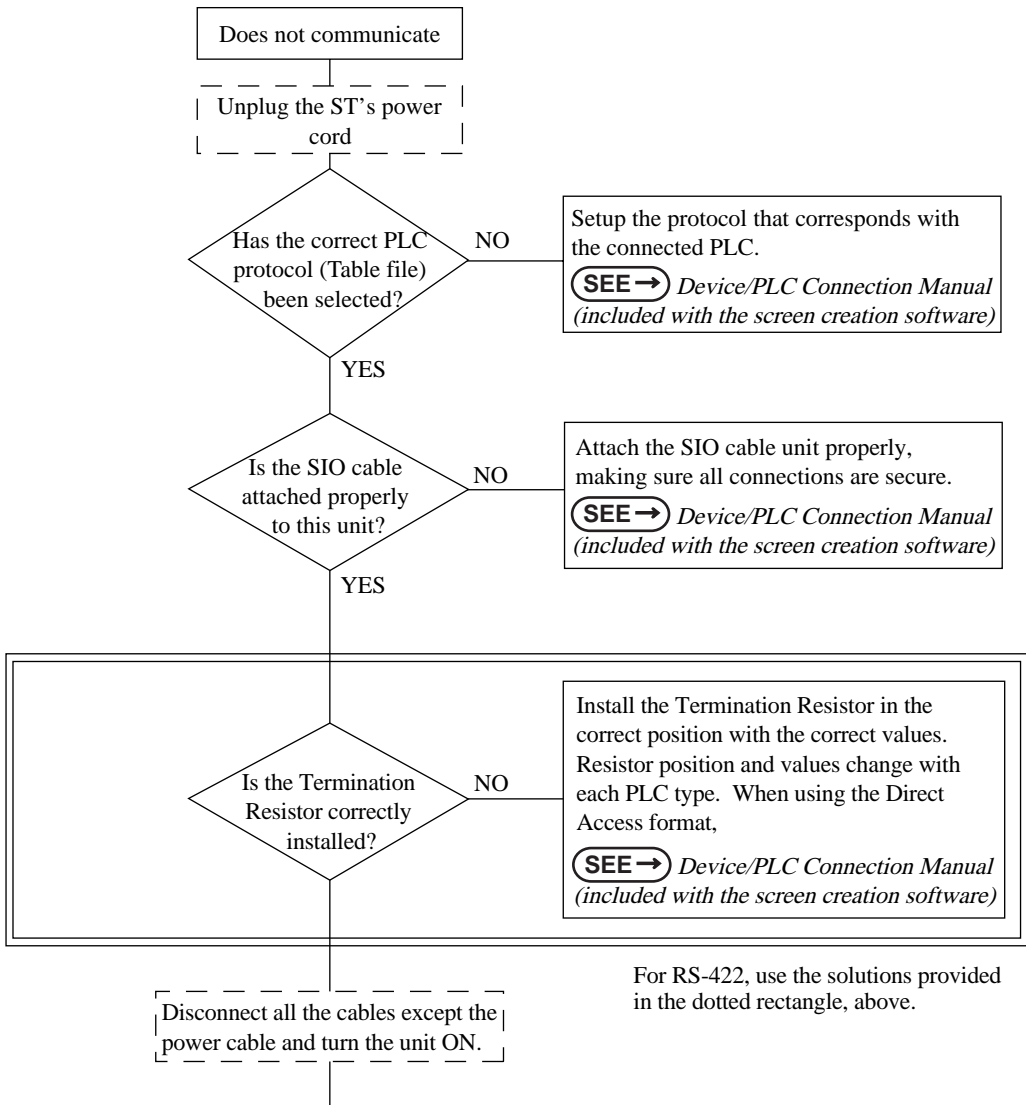 Does not communicate
Unplug the ST's power
cord
Has the correct PLC
protocol (Table file)
been selected?
NO
Setup the protocol that corresponds with
the connected PLC.
SEE→ Device/PLC Connection Manual
(included with the screen creation software)
YES
Is the SIO cable
attached properly
to this unit?
NO
Attach the SIO cable unit properly,
making sure all connections are secure.
SEE→ Device/PLC Connection Manual
(included with the screen creation software)
YES
Is the Termination
Resistor correctly
installed?
NO
Install the Termination Resistor in the
correct position with the correct values.
Resistor position and values change with
each PLC type. When using the Direct
Access format,
SEE→ Device/PLC Connection Manual
(included with the screen creation software)
For RS-422, use the solutions provided
in the dotted rectangle, above.
Disconnect all the cables except the
power cable and turn the unit ON.